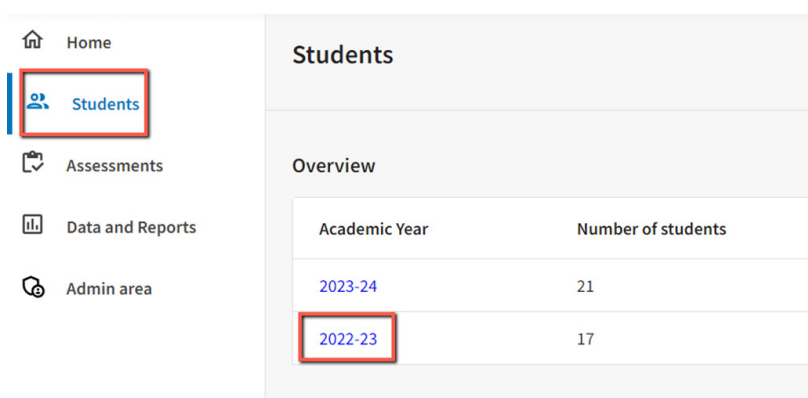 Home
Students
Assessments
Data and Reports
Admin area
Students
Overview
Academic Year Number of students
2023-24 21
2022-23 17